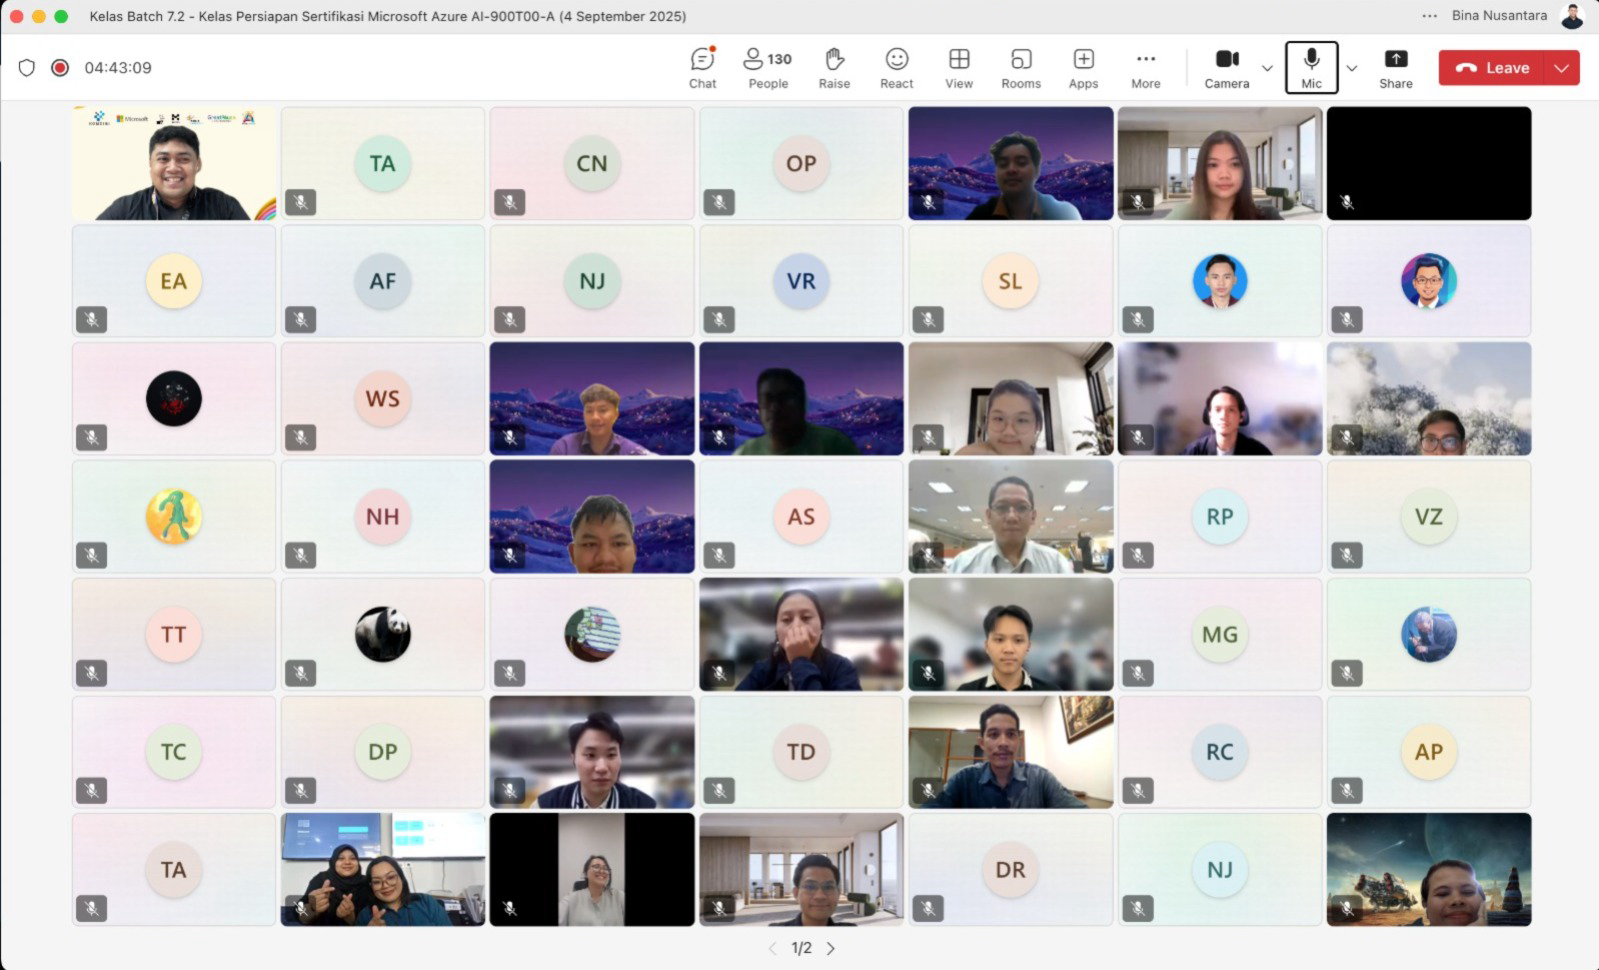 Kelas Batch 7.2 - Kelas Persiapan Sertifikasi Microsoft Azure AI-900T00-A (4 September 2025)
Bina Nusantara
04:43:09
Chat
130
People
Raise
React
View
Rooms
Apps
More
Camera
Mic
Share
Leave
Microsoft
TA
CN
OP
EA
AF
NJ
VR
SL
WS
NH
AS
RP
VZ
TT
MG
TC
DP
TD
RC
AP
TA
DR
NJ
1/2